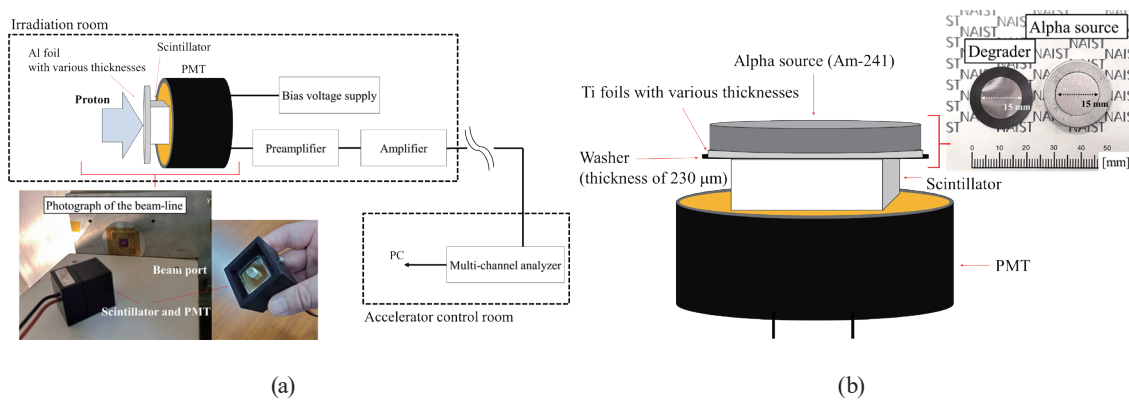 Irradiation room
Al foil
with various thicknesses
Scintillator
PMT
Proton
Bias voltage supply
Preamplifier
Amplifier
Photograph of the beam-line
Beam port
Scintillator and PMT
PC
Multi-channel analyzer
Accelerator control room
(a)
Alpha source (Am-241)
Ti foils with various thicknesses
Washer
(thickness of 230 μm)
Scintillator
PMT
Alpha source
Degrader
NAIST
15 mm
15 mm
0 10 20 30 40 50
[mm]
(b)